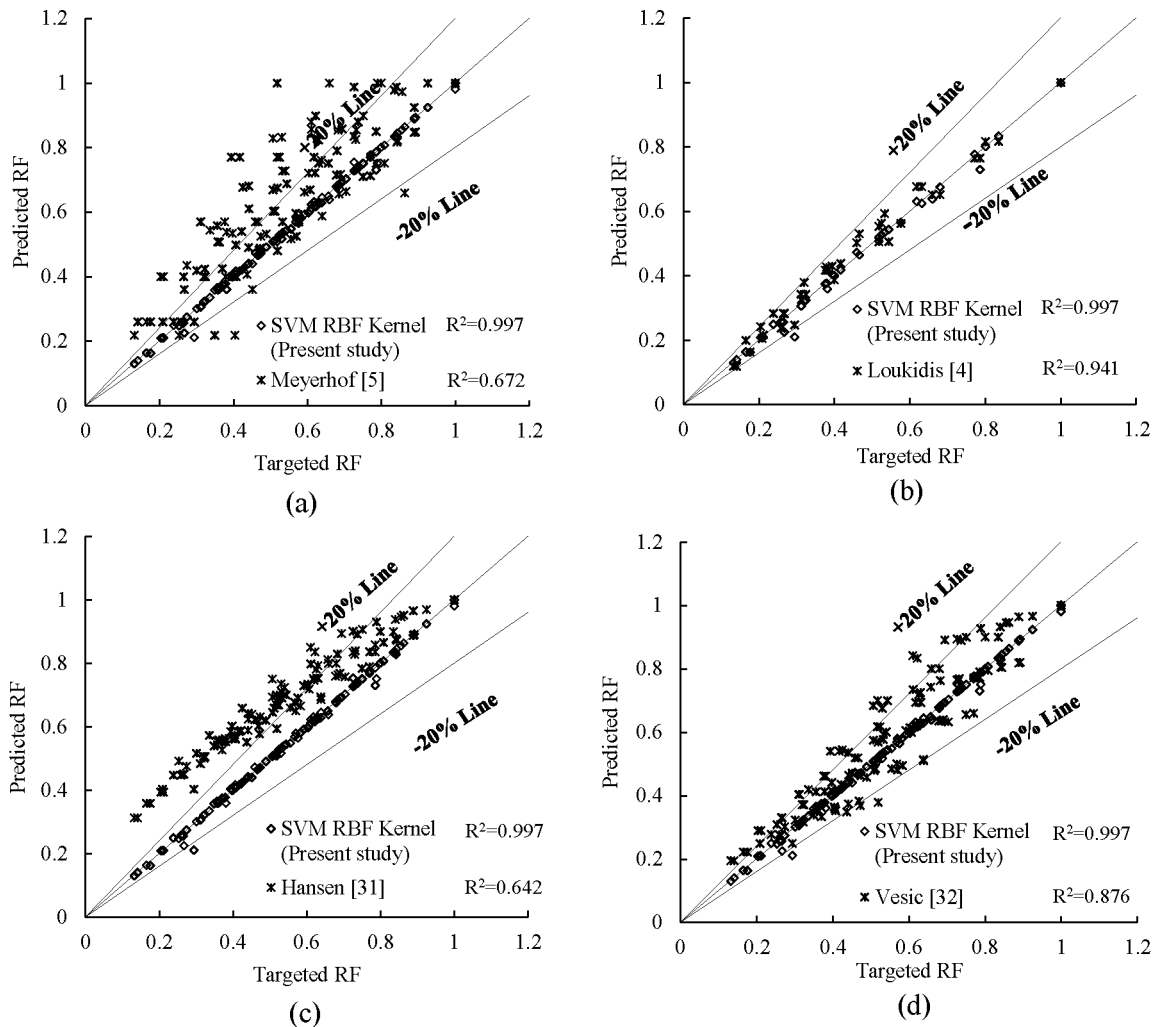 1.2
1
0.8
0.6
0.4
0.2
0
Predicted RF
20% Line
-20% Line
SVM RBF Kernel R²=0.997
(Present study)
Meyerhof [5] R²=0.672
0 0.2 0.4 0.6 0.8 1 1.2
Targeted RF
(a)
1.2
1
0.8
0.6
0.4
0.2
0
Predicted RF
+20% Line
-20% Line
SVM RBF Kernel R²=0.997
(Present study)
Loukidis [4] R²=0.941
0 0.2 0.4 0.6 0.8 1 1.2
Targeted RF
(b)
1.2
1
0.8
0.6
0.4
0.2
0
Predicted RF
+20% Line
-20% Line
SVM RBF Kernel R²=0.997
(Present study)
Hansen [31] R²=0.642
0 0.2 0.4 0.6 0.8 1 1.2
Targeted RF
(c)
1.2
1
0.8
0.6
0.4
0.2
0
Predicted RF
+20% Line
-20% Line
SVM RBF Kernel R²=0.997
(Present study)
Vesic [32] R²=0.876
0 0.2 0.4 0.6 0.8 1 1.2
Targeted RF
(d)